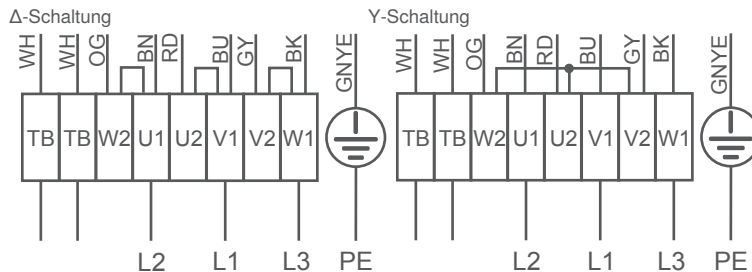 Δ-Schaltung
WH WH OG BN RD BU GY BK GNYE
TB TB W2 U1 U2 V1 V2 W1
L2 L1 L3 PE
Y-Schaltung
WH WH OG BN RD BU GY BK GNYE
TB TB W2 U1 U2 V1 V2 W1
L2 L1 L3 PE